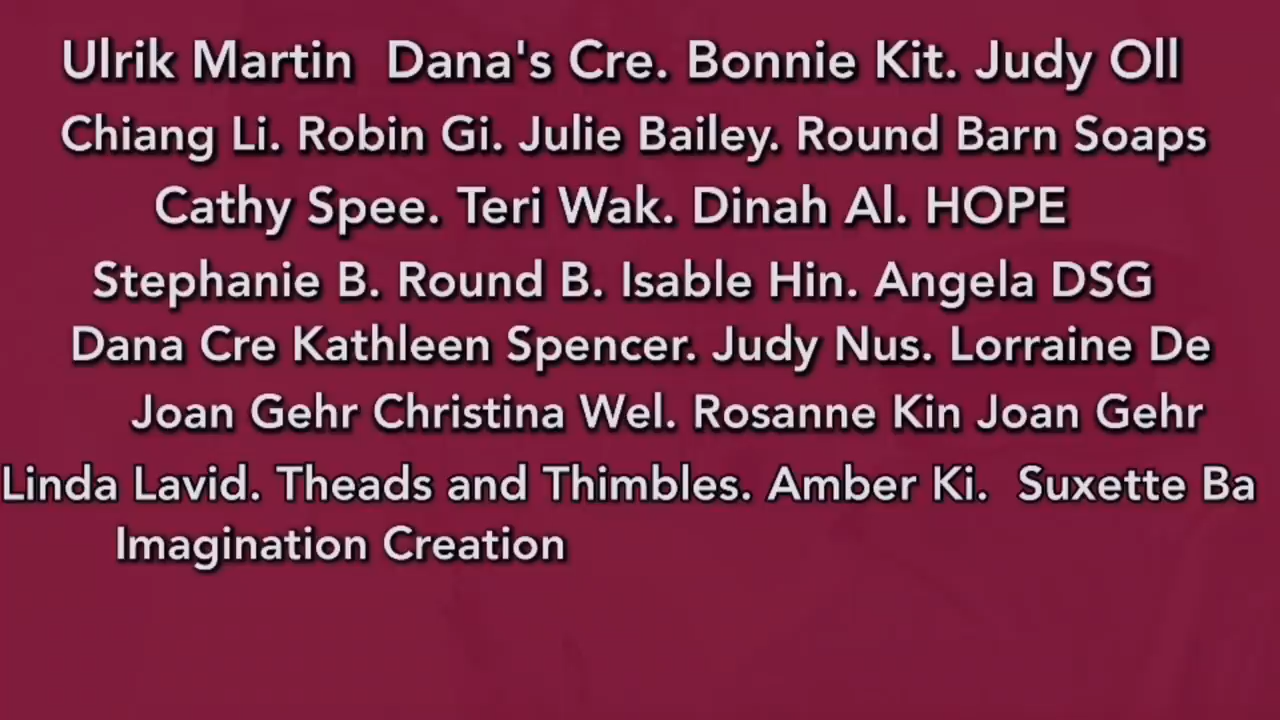 Ulrik Martin  Dana's Cre. Bonnie Kit. Judy Oll
Chiang Li. Robin Gi. Julie Bailey. Round Barn Soaps
Cathy Spee. Teri Wak. Dinah Al. HOPE
Stephanie B. Round B. Isable Hin. Angela DSG
Dana Cre Kathleen Spencer. Judy Nus. Lorraine De
Joan Gehr Christina Wel. Rosanne Kin Joan Gehr
Linda Lavid. Theads and Thimbles. Amber Ki.  Suxette Ba
Imagination Creation